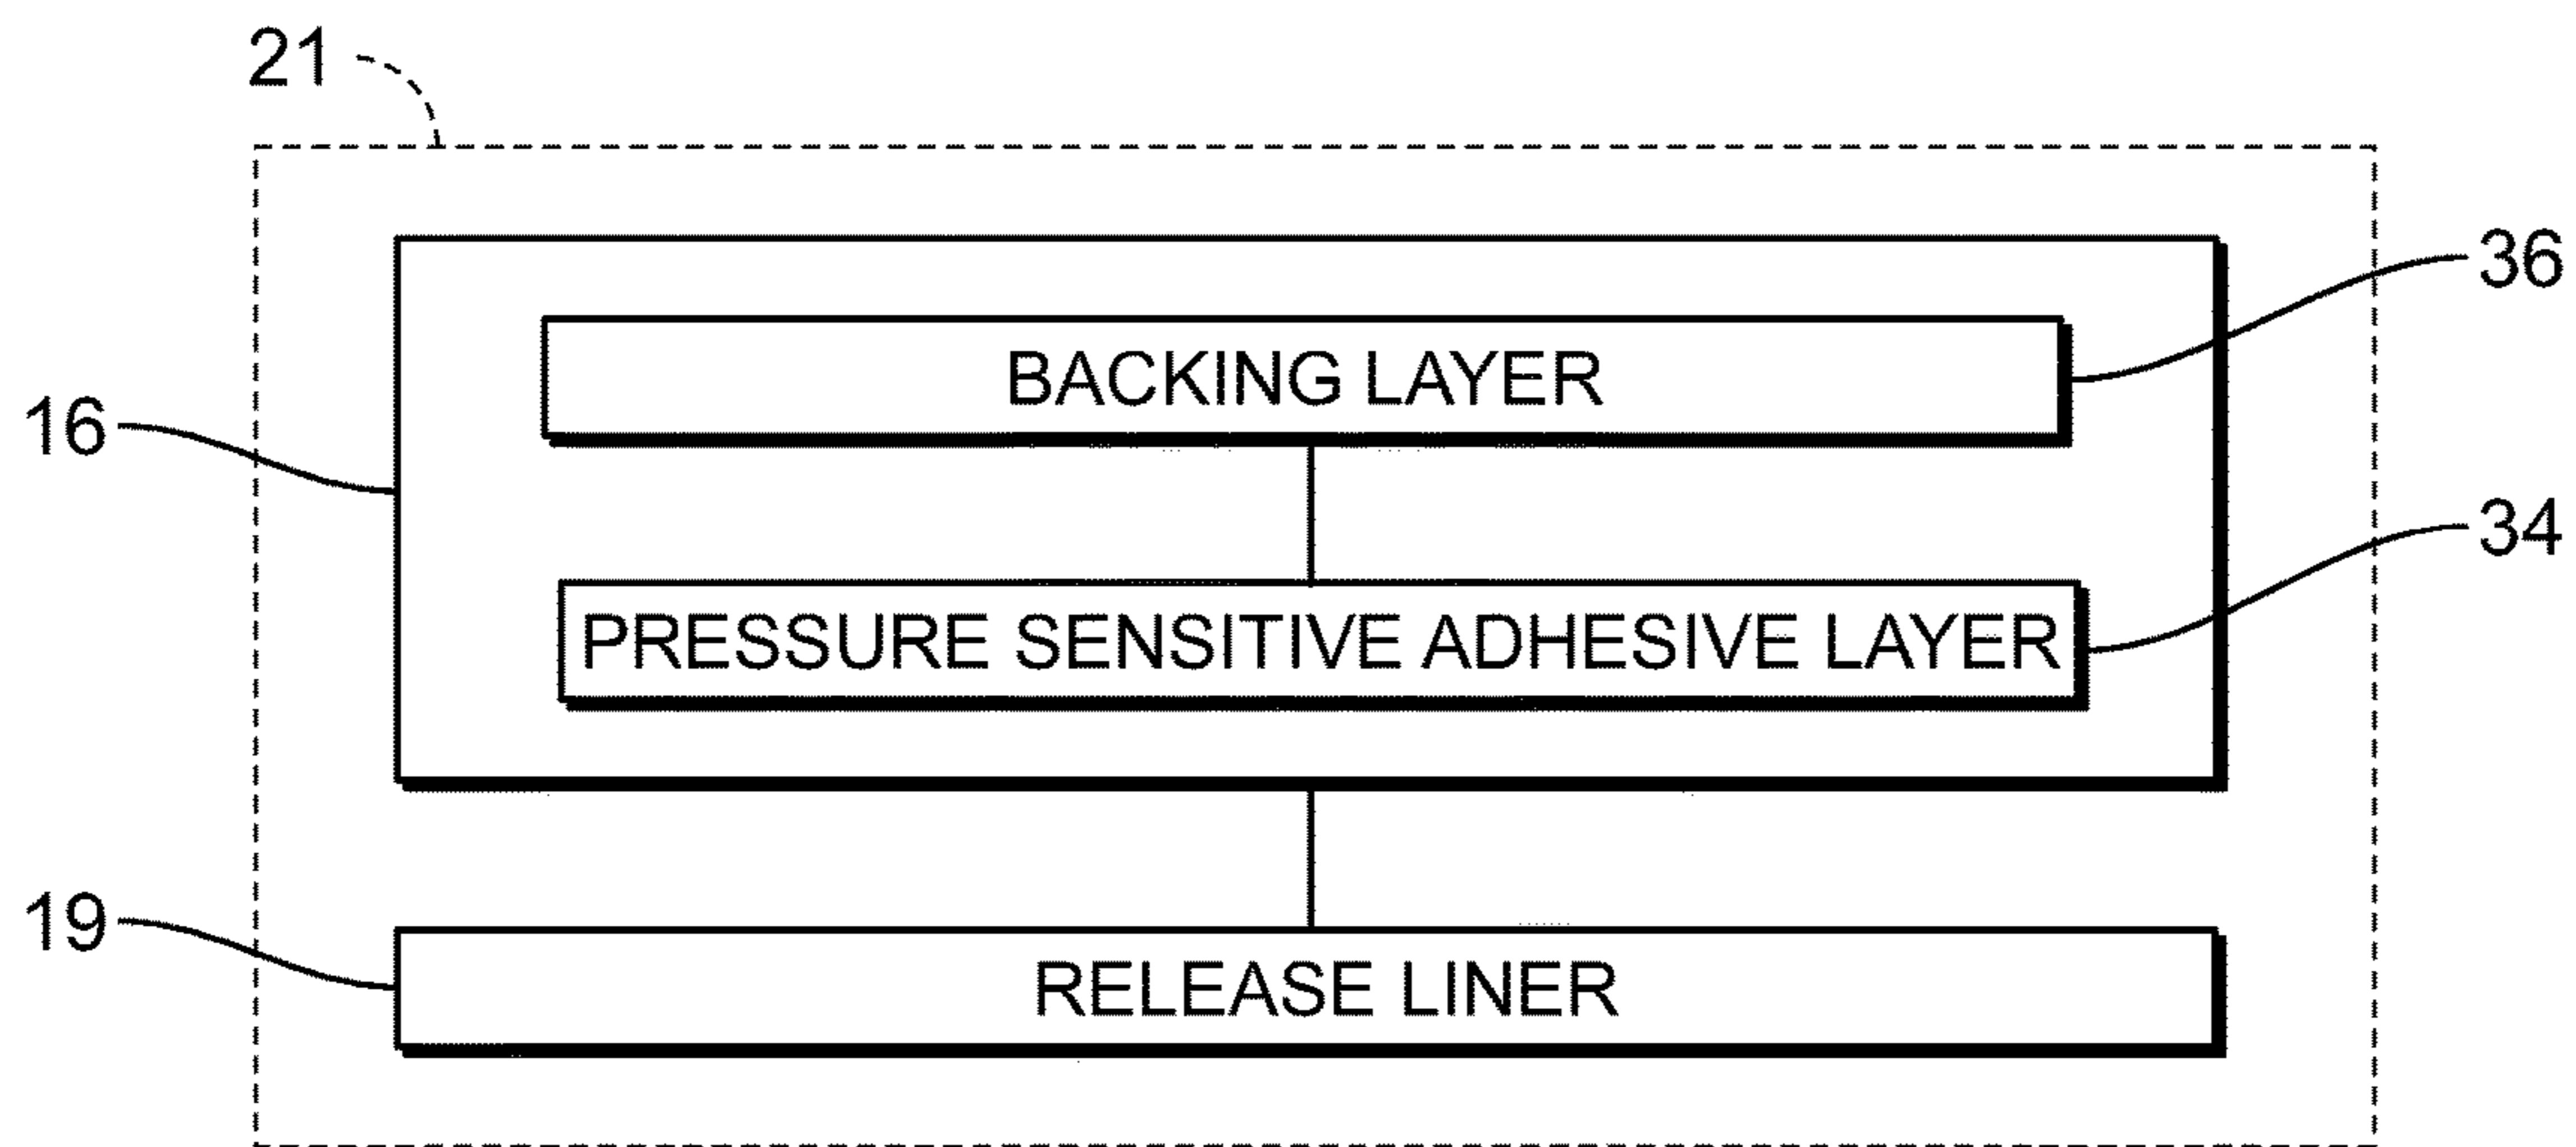 21
36
BACKING LAYER
16
34
PRESSURE SENSITIVE ADHESIVE LAYER
19
RELEASE LINER